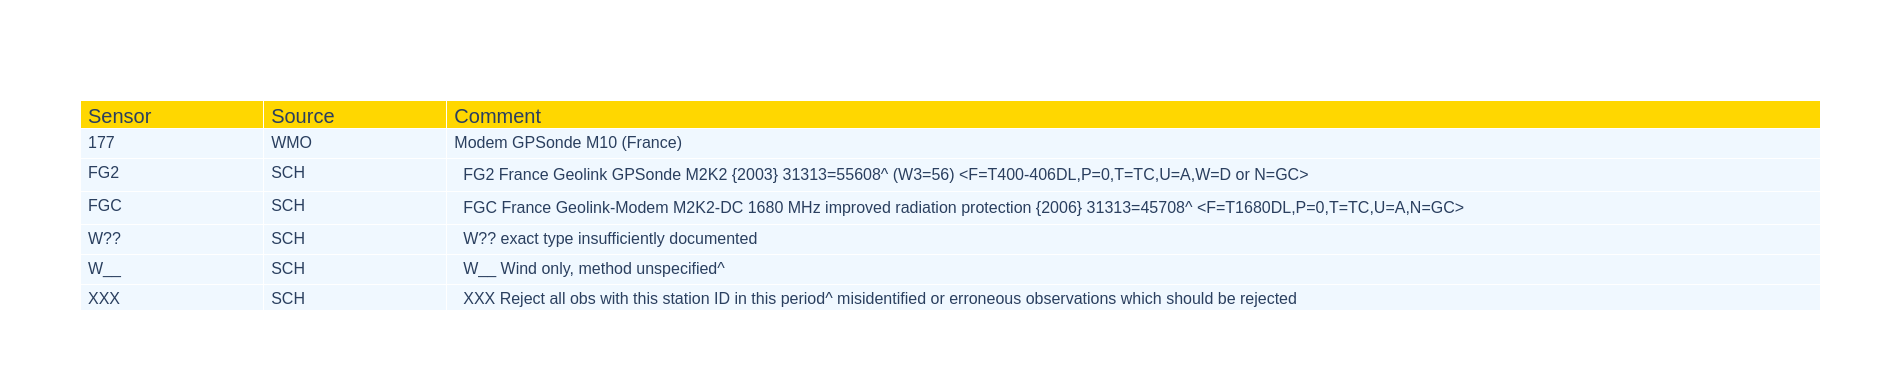 Sensor Source Comment
177 WMO Modem GPSonde M10 (France)
FG2 SCH FG2 France Geolink GPSonde M2K2 {2003} 31313=55608^ (W3=56) <F=T400-406DL,P=0,T=TC,U=A,W=D or N=GC>
FGC SCH FGC France Geolink-Modem M2K2-DC 1680 MHz improved radiation protection {2006} 31313=45708^ <F=T1680DL,P=0,T=TC,U=A,N=GC>
W?? SCH W?? exact type insufficiently documented
W__ SCH W__ Wind only, method unspecified^
XXX SCH XXX Reject all obs with this station ID in this period^ misidentified or erroneous observations which should be rejected